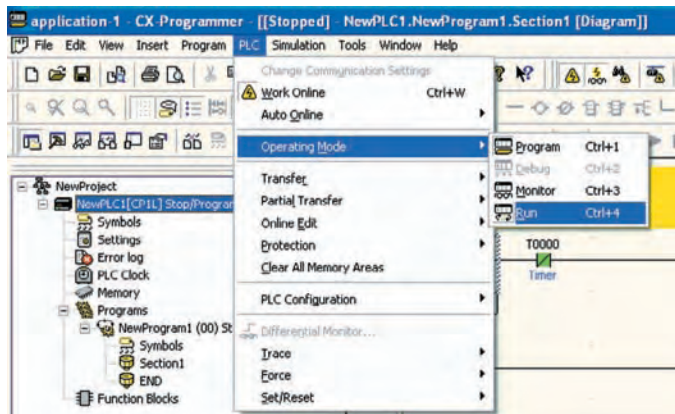 application-1 - CX-Programmer - [[Stopped] - NewPLC1.NewProgram1.Section1 [Diagram]]
File Edit View Insert Program PLC Simulation Tools Window Help
Change Communication Settings
Work Online Ctrl+W
Auto Online
Operating Mode
Program Ctrl+1
Debug Ctrl+2
Monitor Ctrl+3
Run Ctrl+4
Transfer
Partial Transfer
Online Edit
Protection
Clear All Memory Areas
PLC Configuration
Differential Monitor...
Trace
Force
Set/Reset
NewProject
NewPLC1[CP1L] Stop/Program
Symbols
Settings
Error log
PLC Clock
Memory
Programs
NewProgram1 (00) St
Symbols
Section1
END
Function Blocks
T0000
Timer